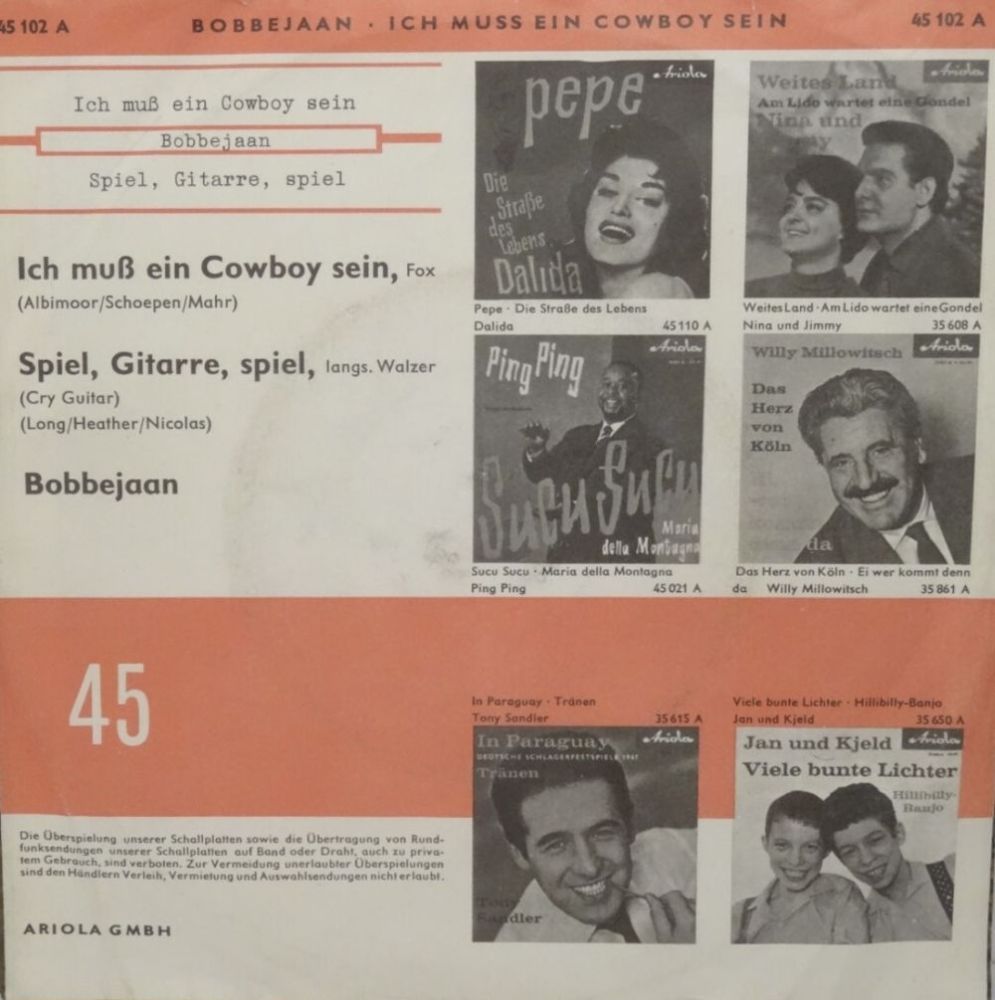 45 102 A
BOBBEJAAN · ICH MUSS EIN COWBOY SEIN
45 102 A
Ich muß ein Cowboy sein
Bobbejaan
Spiel, Gitarre, spiel
Ich muß ein Cowboy sein, Fox
(Albimoor/Schoepen/Mahr)
Spiel, Gitarre, spiel, langs. Walzer
(Cry Guitar)
(Long/Heather/Nicolas)
Bobbejaan
Ariola
pepe
Die
Straße
des
Lebens
Dalida
Pepe · Die Straße des Lebens
Dalida 45 110 A
Ariola
Weites Land
Am Lido wartet eine Gondel
Nina und
Weites Land · Am Lido wartet eine Gondel
Nina und Jimmy 35 608 A
Ariola
Ping Ping
Sucu Sucu
Maria
della Montagna
Sucu Sucu · Maria della Montagna
Ping Ping 45 021 A
Willy Millowitsch
Ariola
Das
Herz
von
Köln
da
Das Herz von Köln · Ei wer kommt denn
da Willy Millowitsch 35 861 A
45
In Paraguay · Tränen
Tony Sandler 35 615 A
In Paraguay
Ariola
DEUTSCHE SCHLAGERFESTSPIELE 1961
Tränen
Tony
Sandler
Viele bunte Lichter · Hillibilly-Banjo
Jan und Kjeld 35 650 A
Jan und Kjeld
Ariola
Viele bunte Lichter
Hillibilly-
Banjo
Die Überspielung unserer Schallplatten sowie die Übertragung von Rund-
funksendungen unserer Schallplatten auf Band oder Draht, auch zu priva-
tem Gebrauch, sind verboten. Zur Vermeidung unerlaubter Überspielungen
sind den Händlern Verleih, Vermietung und Auswahlsendungen nicht erlaubt.
ARIOLA GMBH